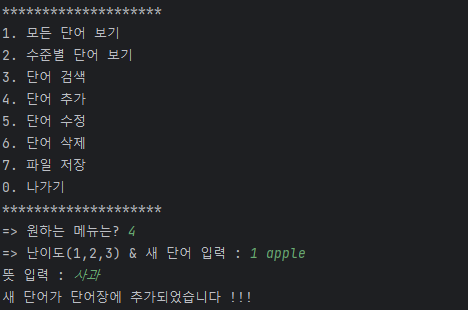 ********************
1. 모든 단어 보기
2. 수준별 단어 보기
3. 단어 검색
4. 단어 추가
5. 단어 수정
6. 단어 삭제
7. 파일 저장
0. 나가기
********************
=> 원하는 메뉴는? 4
=> 난이도(1,2,3) & 새 단어 입력 : 1 apple
뜻 입력 : 사과
새 단어가 단어장에 추가되었습니다 !!!